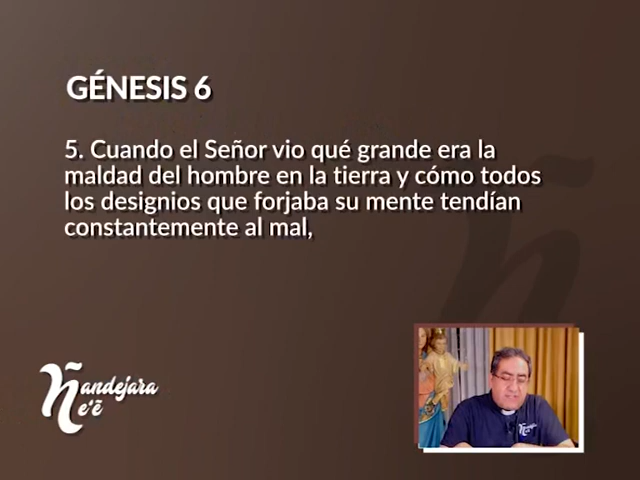 GÉNESIS 6
5. Cuando el Señor vio qué grande era la
maldad del hombre en la tierra y cómo todos
los designios que forjaba su mente tendían
constantemente al mal,
Ñandejara
Ñe'ẽ